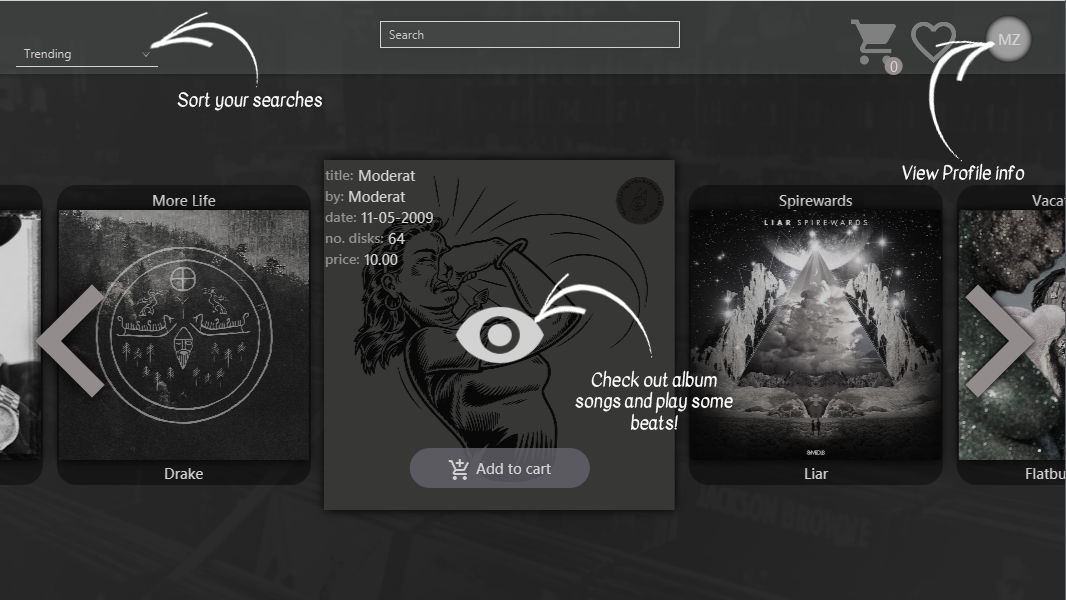 Trending
Search
0
MZ
Sort your searches
View Profile info
More Life
Drake
title: Moderat
by: Moderat
date: 11-05-2009
no. disks: 64
price: 10.00
Check out album
songs and play some
beats!
Add to cart
Spirewards
LIAR SPIREWARDS
Liar
Vaca
Flatbu